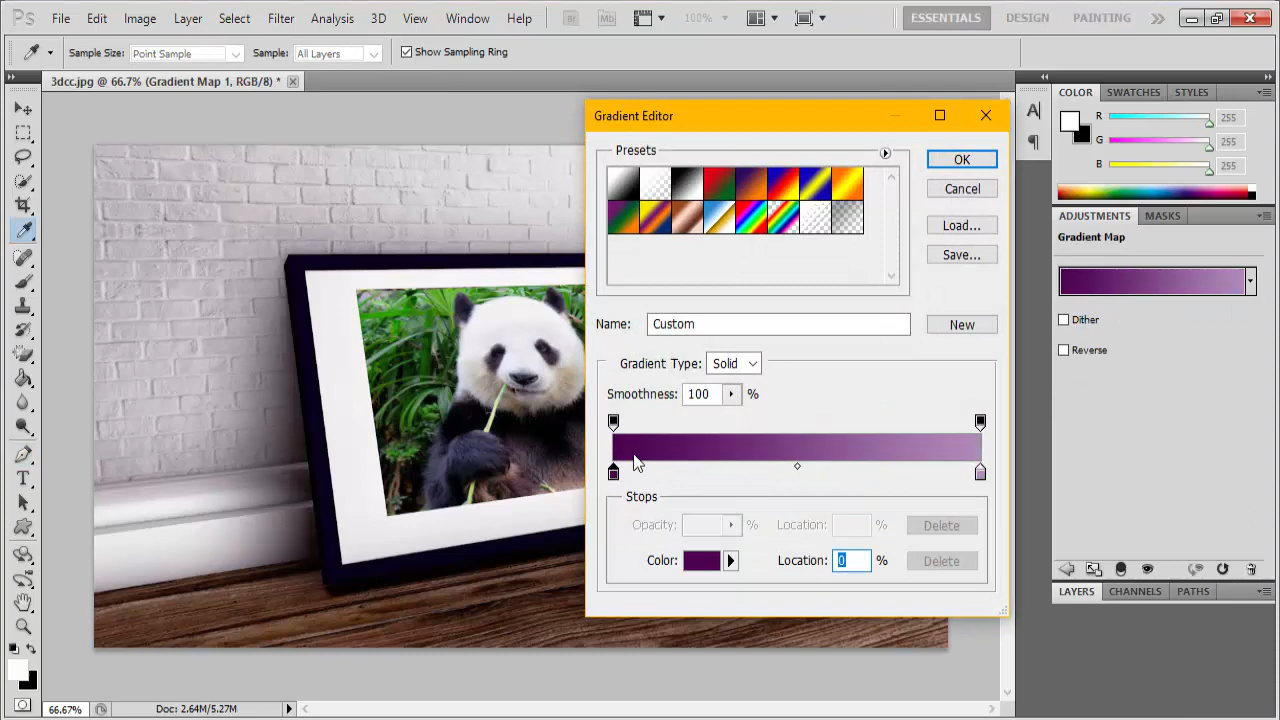 Ps File Edit Image Layer Select Filter Analysis 3D View Window Help Br Mb 100% ESSENTIALS DESIGN PAINTING
Sample Size: Point Sample Sample: All Layers Show Sampling Ring
3dcc.jpg @ 66.7% (Gradient Map 1, RGB/8) *
Gradient Editor
Presets
OK
Cancel
Load...
Save...
Name: Custom
New
Gradient Type: Solid
Smoothness: 100 %
Stops
Opacity: % Location: % Delete
Color: Location: 0 % Delete
COLOR SWATCHES STYLES
R 255
G 255
B 255
ADJUSTMENTS MASKS
Gradient Map
Dither
Reverse
LAYERS CHANNELS PATHS
66.67% Doc: 2.64M/5.27M